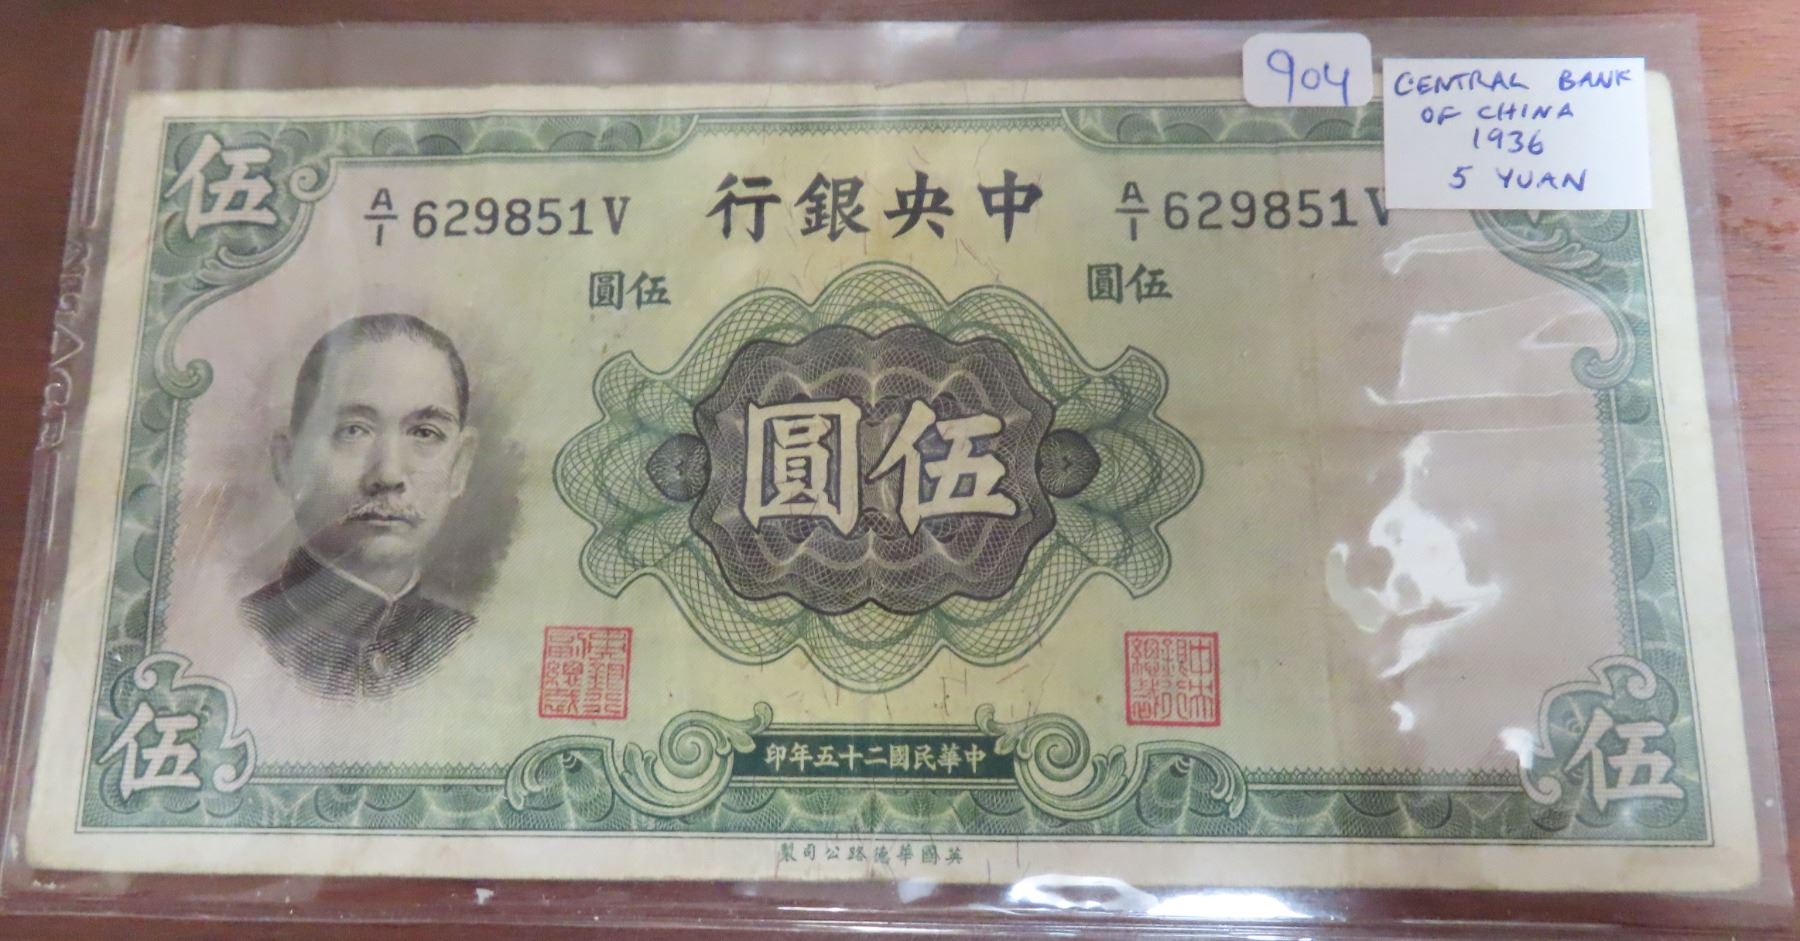 904
CENTRAL BANK
OF CHINA
1936
5 YUAN
伍
A/1 629851 V
中央銀行
A/1 629851 V
伍圓
伍圓
伍圓
中華民國二十五年印
伍
伍
英國華德路公司製